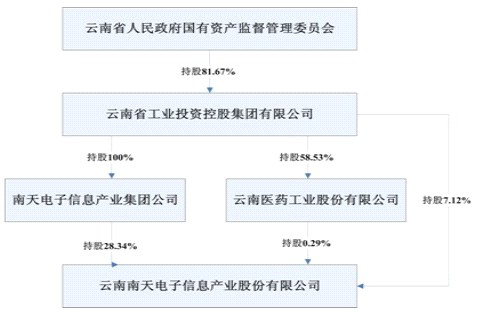 云南省人民政府国有资产监督管理委员会
持股81.67%
云南省工业投资控股集团有限公司
持股100%
持股58.53%
南天电子信息产业集团公司
云南医药工业股份有限公司
持股7.12%
持股28.34%
持股0.29%
云南南天电子信息产业股份有限公司